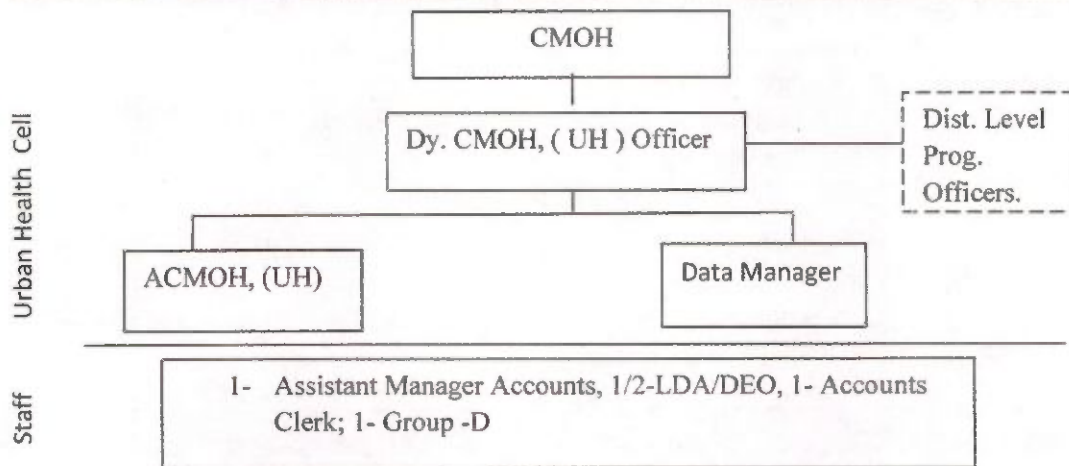 CMOH
Urban Health Cell
Dy. CMOH, ( UH ) Officer
Dist. Level
Prog.
Officers.
ACMOH, (UH)
Data Manager
Staff
1- Assistant Manager Accounts, 1/2-LDA/DEO, 1- Accounts
Clerk; 1- Group -D